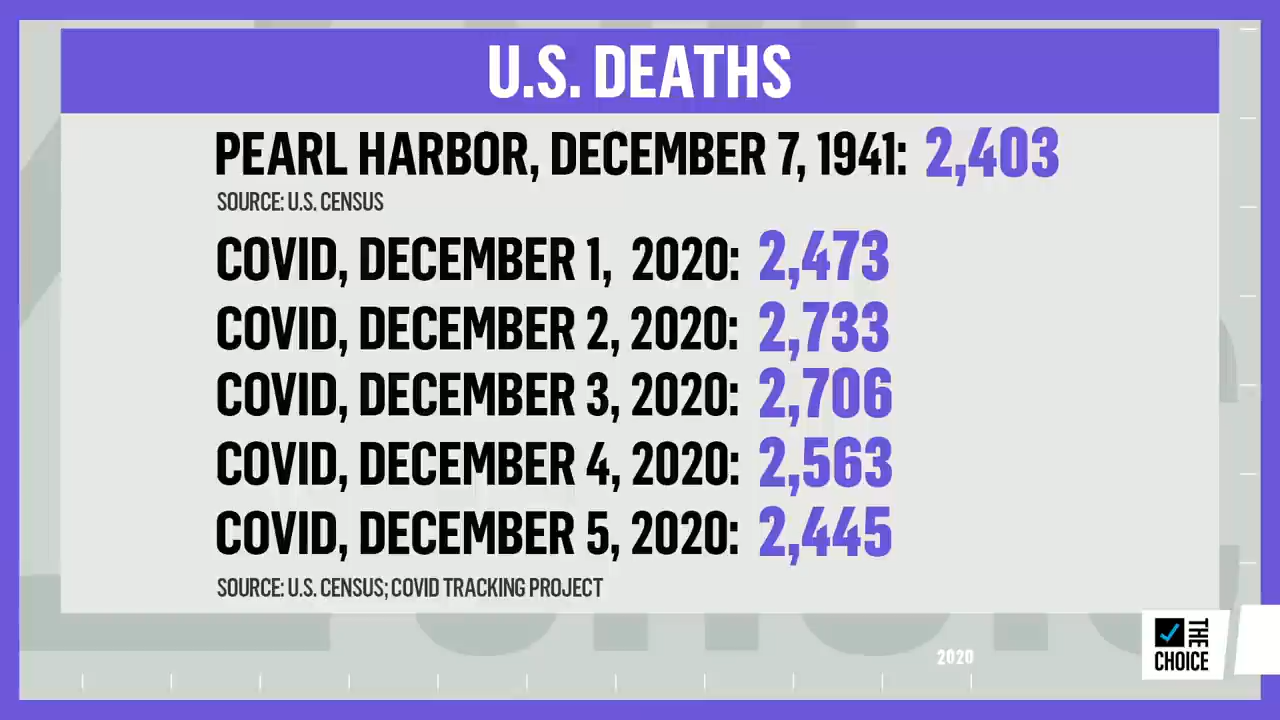 U.S. DEATHS
PEARL HARBOR, DECEMBER 7, 1941: 2,403
SOURCE: U.S. CENSUS
COVID, DECEMBER 1, 2020: 2,473
COVID, DECEMBER 2, 2020: 2,733
COVID, DECEMBER 3, 2020: 2,706
COVID, DECEMBER 4, 2020: 2,563
COVID, DECEMBER 5, 2020: 2,445
SOURCE: U.S. CENSUS; COVID TRACKING PROJECT
2020
THE
CHOICE